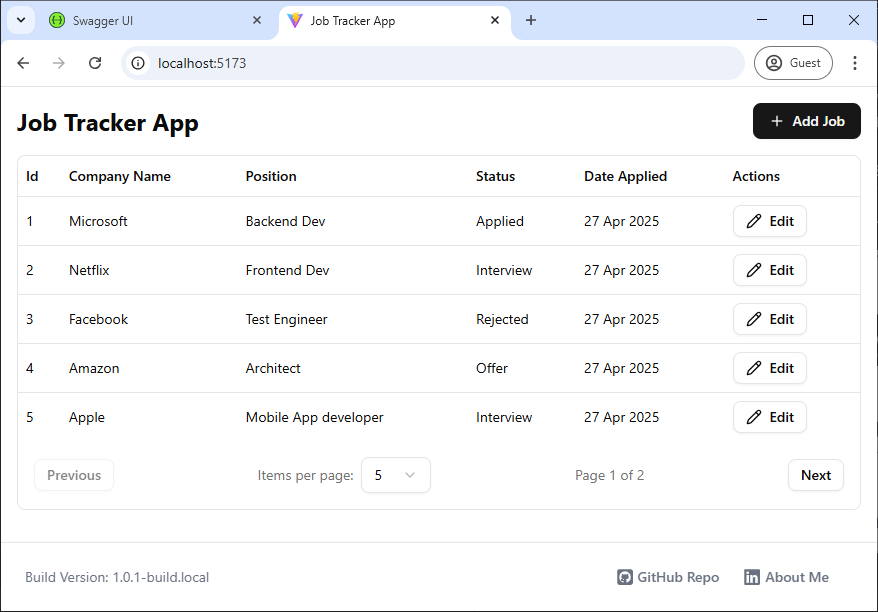 Swagger UI
Job Tracker App
localhost:5173
Guest
Job Tracker App
+ Add Job
Id Company Name Position Status Date Applied Actions
1 Microsoft Backend Dev Applied 27 Apr 2025 Edit
2 Netflix Frontend Dev Interview 27 Apr 2025 Edit
3 Facebook Test Engineer Rejected 27 Apr 2025 Edit
4 Amazon Architect Offer 27 Apr 2025 Edit
5 Apple Mobile App developer Interview 27 Apr 2025 Edit
Previous Items per page: 5 Page 1 of 2 Next
Build Version: 1.0.1-build.local GitHub Repo About Me